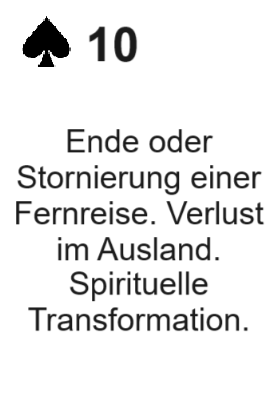 ♠ 10
Ende oder
Stornierung einer
Fernreise. Verlust
im Ausland.
Spirituelle
Transformation.